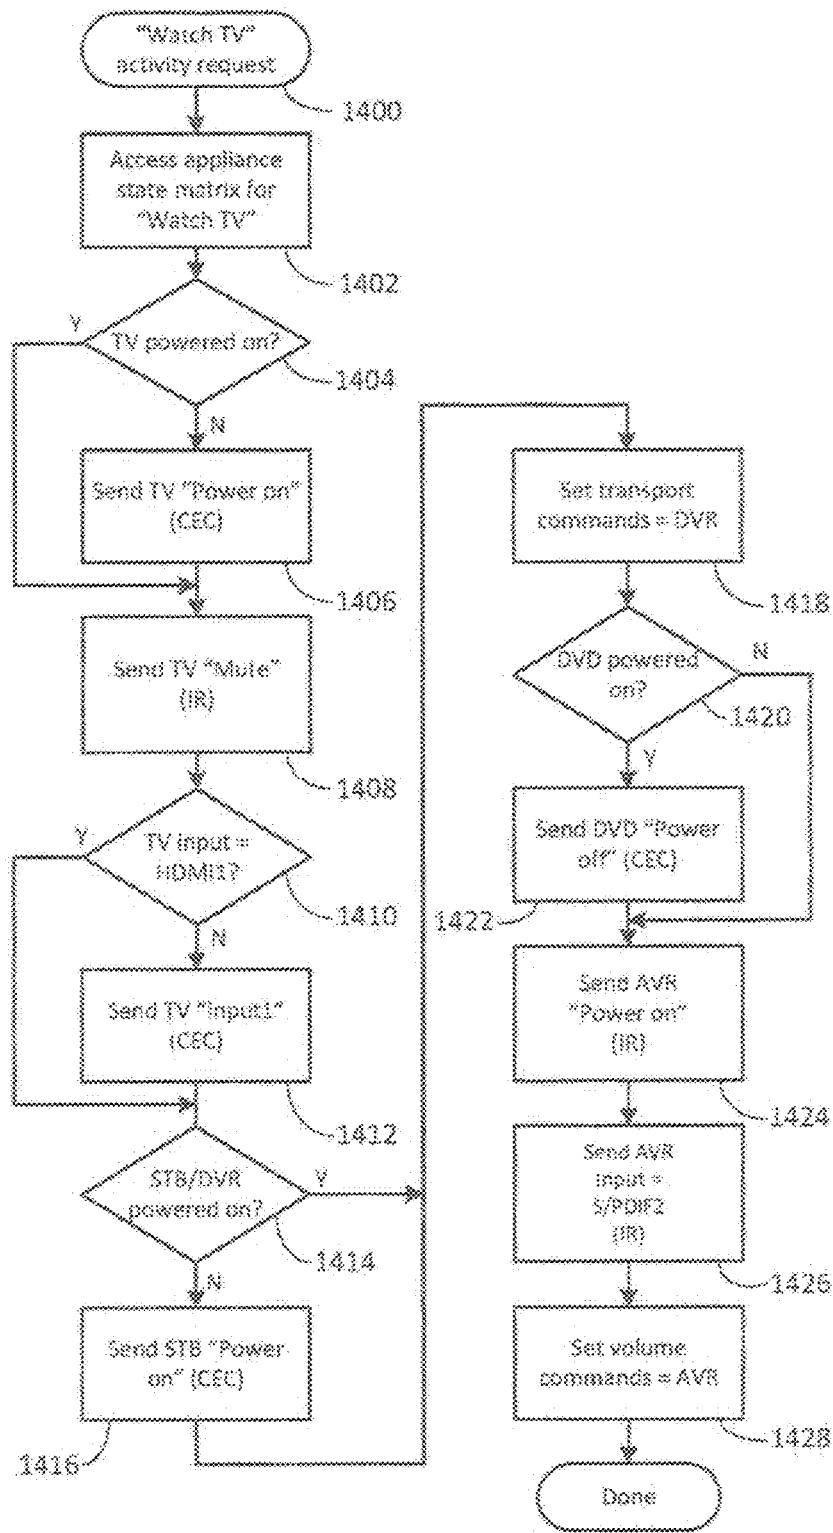 "Watch TV"
activity request
1400
Access appliance
state matrix for
"Watch TV"
1402
Y
TV powered on?
1404
N
Send TV "Power on"
(CEC)
1406
Send TV "Mute"
(IR)
1408
Y
TV input =
HDMI1?
1410
N
Send TV "Input1"
(CEC)
1412
STB/DVR
powered on?
Y
1414
N
Send STB "Power
on" (CEC)
1416
Set transport
commands = DVR
1418
DVD powered
on?
N
1420
Y
Send DVD "Power
off" (CEC)
1422
Send AVR
"Power on"
(IR)
1424
Send AVR
input =
S/PDIF2
(IR)
1426
Set volume
commands = AVR
1428
Done